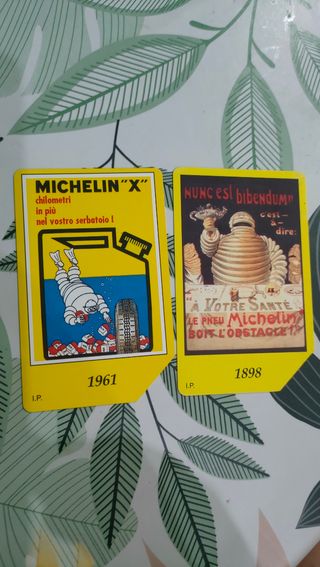 MICHELIN "X"
chilometri
in più
nel vostro serbatoio !
1961
I.P.
NUNC EST BIBENDUM"
C'EST-
À-
DIRE:
"À VOTRE SANTÉ
LE PNEU Michelin
BOIT L'OBSTACLE!"
1898
I.P.